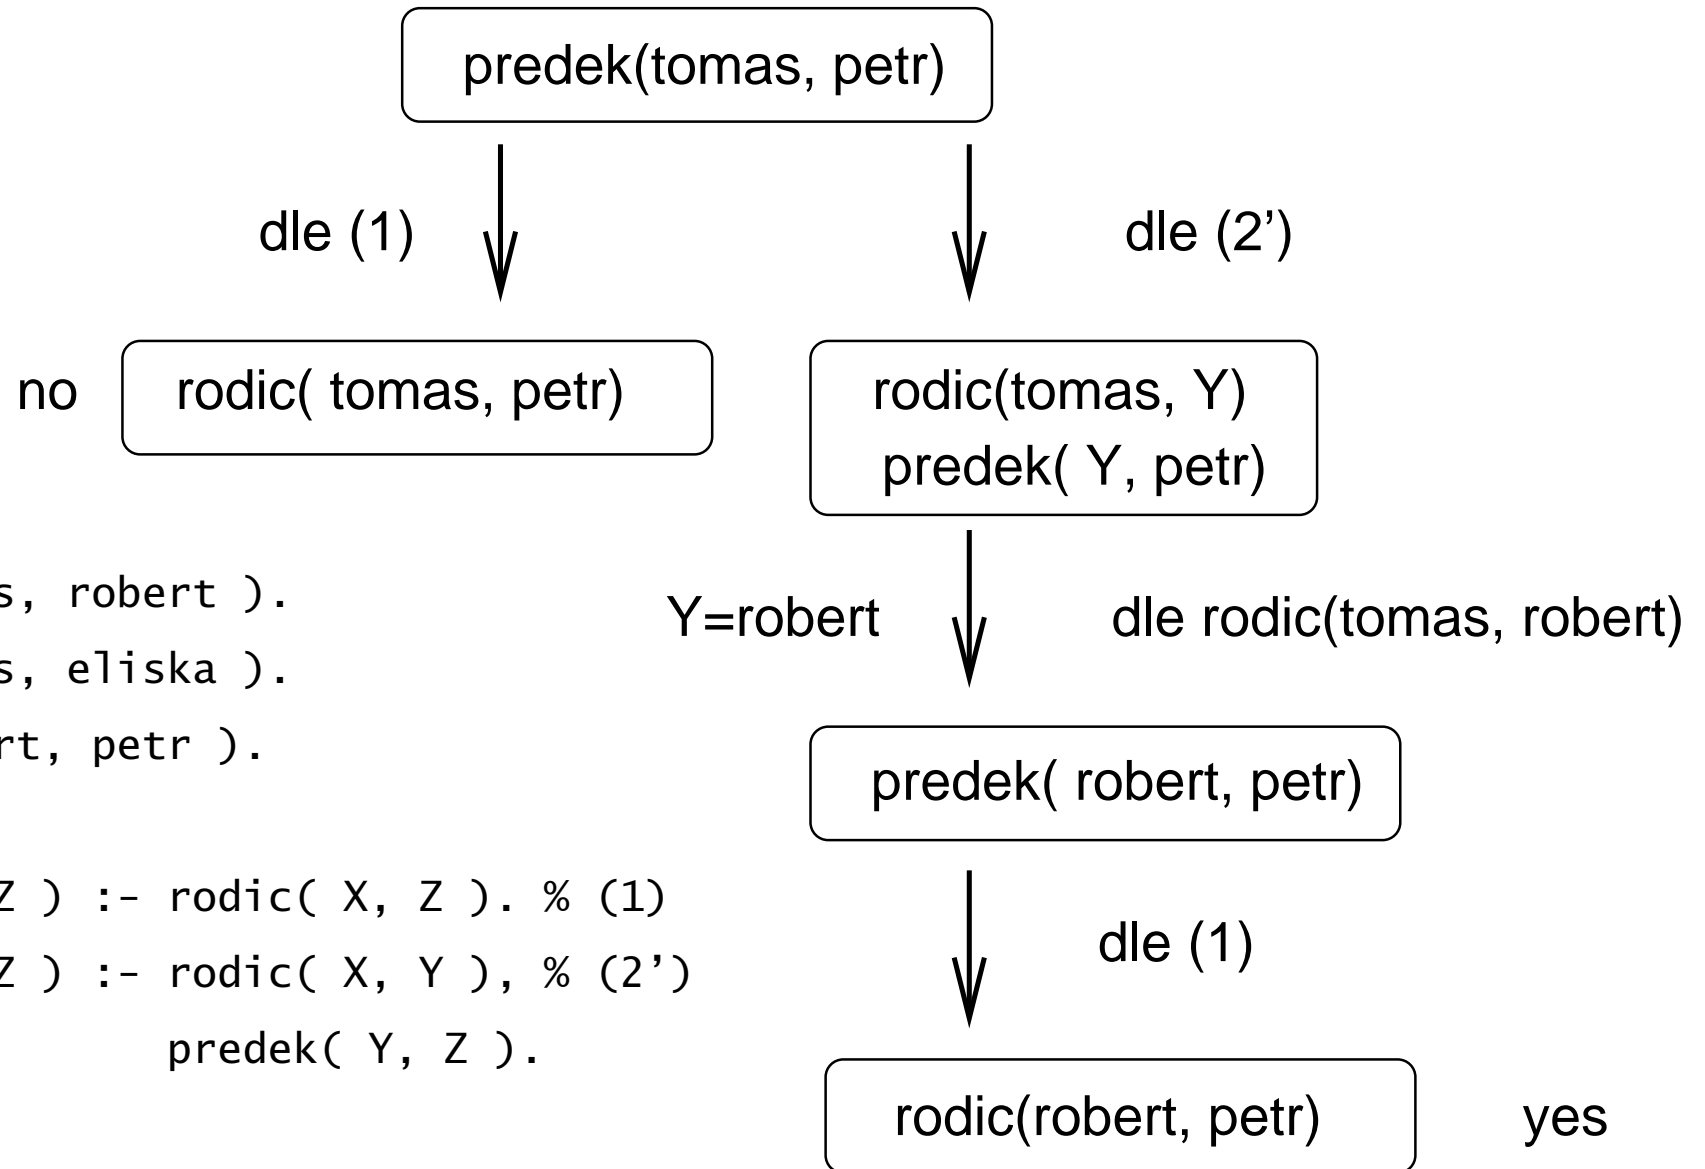 predek(tomas, petr)
dle (1)
dle (2’)
no
rodic( tomas, petr)
rodic(tomas, Y)
predek( Y, petr)
Y=robert
dle rodic(tomas, robert)
predek( robert, petr)
dle (1)
rodic(robert, petr)
yes
s, robert ).
s, eliska ).
rt, petr ).
Z ) :- rodic( X, Z ). % (1)
Z ) :- rodic( X, Y ), % (2’)
predek( Y, Z ).